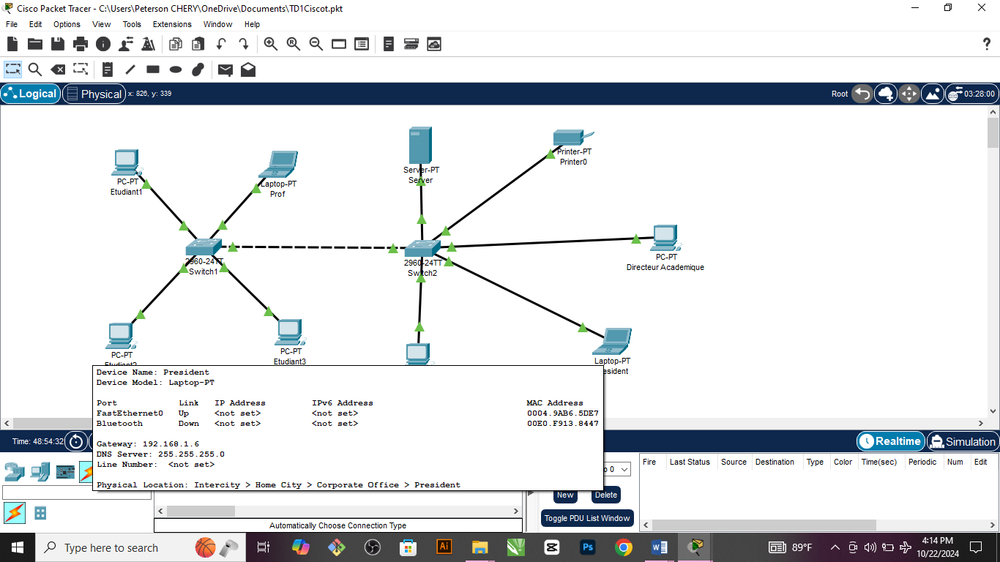 Cisco Packet Tracer - C:\Users\Peterson CHERY\OneDrive\Documents\TD1Ciscot.pkt
File Edit Options View Tools Extensions Window Help
?
Logical Physical x: 826, y: 339 Root 03:28:00
PC-PT
Etudiant1
Laptop-PT
Prof
Server-PT
Server
Printer-PT
Printer0
2960-24TT
Switch1
2960-24TT
Switch2
PC-PT
Directeur Academique
PC-PT
Etudiant2
PC-PT
Etudiant3
Laptop-PT
sident
Device Name: President
Device Model: Laptop-PT
Port Link IP Address IPv6 Address MAC Address
FastEthernet0 Up <not set> <not set> 0004.9AB6.5DE7
Bluetooth Down <not set> <not set> 00E0.F913.8447
Gateway: 192.168.1.6
DNS Server: 255.255.255.0
Line Number: <not set>
Physical Location: Intercity > Home City > Corporate Office > President
Time: 48:54:32 Realtime Simulation
o 0
Fire Last Status Source Destination Type Color Time(sec) Periodic Num Edit
New Delete
Toggle PDU List Window
Automatically Choose Connection Type
Type here to search
Ai
Ps
W
89°F
4:14 PM
10/22/2024